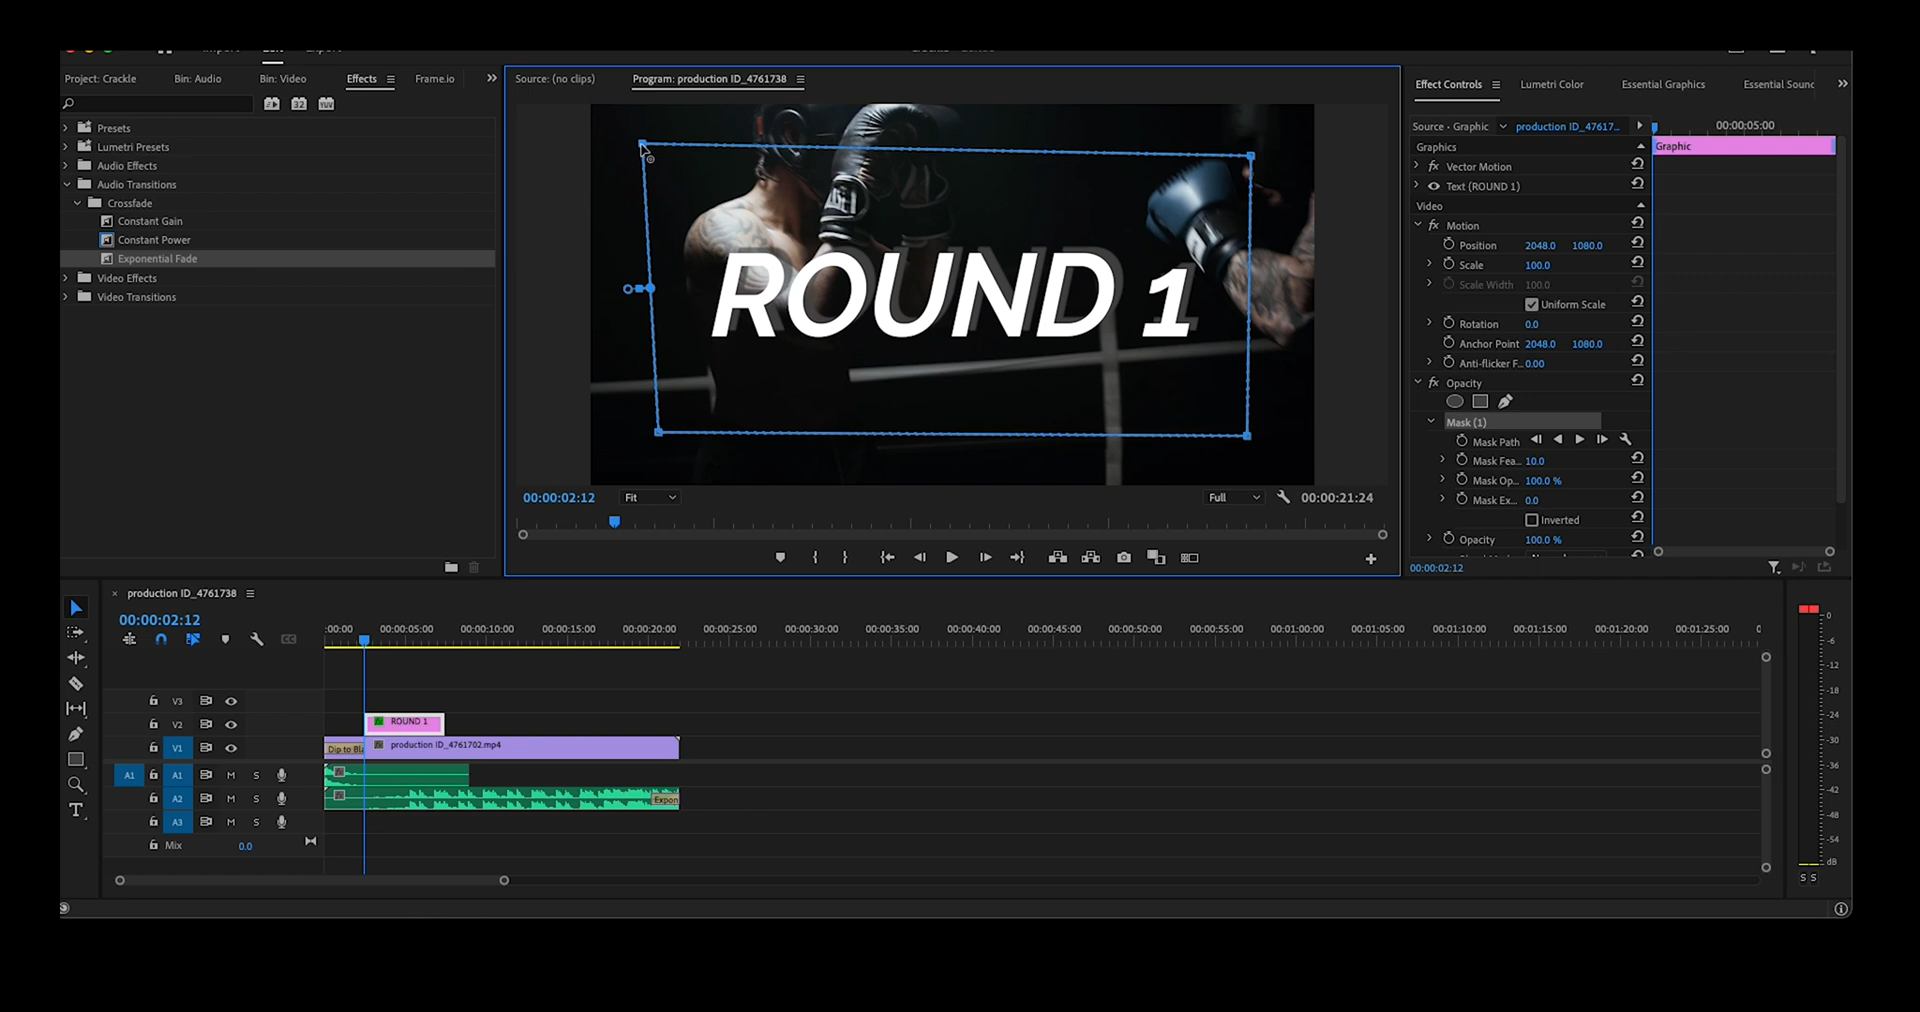 Project: Crackle Bin: Audio Bin: Video Effects Frame.io
Source: (no clips) Program: production ID_4761738
Effect Controls Lumetri Color Essential Graphics Essential Sound
32 YUV
Presets
Lumetri Presets
Audio Effects
Audio Transitions
Crossfade
Constant Gain
Constant Power
Exponential Fade
Video Effects
Video Transitions
ROUND 1
00:00:02:12 Fit Full 00:00:21:24
Source · Graphic production ID_47617... 00:00:05:00
Graphics Graphic
fx Vector Motion
Text (ROUND 1)
Video
fx Motion
Position 2048.0 1080.0
Scale 100.0
Scale Width 100.0
Uniform Scale
Rotation 0.0
Anchor Point 2048.0 1080.0
Anti-flicker F... 0.00
fx Opacity
Mask (1)
Mask Path
Mask Fea... 10.0
Mask Op... 100.0 %
Mask Ex... 0.0
Inverted
Opacity 100.0 %
00:00:02:12
production ID_4761738
00:00:02:12
:00:00 00:00:05:00 00:00:10:00 00:00:15:00 00:00:20:00 00:00:25:00 00:00:30:00 00:00:35:00 00:00:40:00 00:00:45:00 00:00:50:00 00:00:55:00 00:01:00:00 00:01:05:00 00:01:10:00 00:01:15:00 00:01:20:00 00:01:25:00
CC
V3
V2 ROUND 1
V1 Dip to Bla production ID_4761702.mp4
A1 A1 M S
A2 M S Expon
A3 M S
Mix 0.0
0
-6
-12
-18
-24
-30
-36
-42
-48
-54
dB
S S